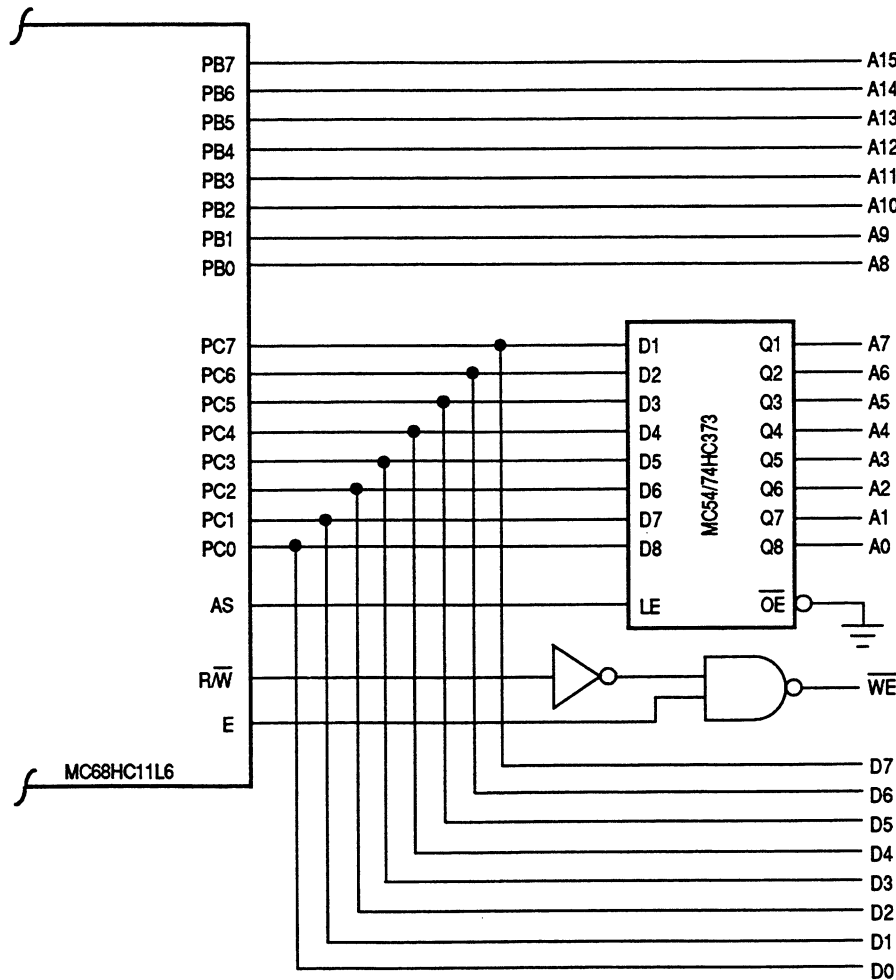 PB7 A15
PB6 A14
PB5 A13
PB4 A12
PB3 A11
PB2 A10
PB1 A9
PB0 A8
PC7 D1 Q1 A7
PC6 D2 Q2 A6
PC5 D3 Q3 A5
PC4 D4 Q4 A4
PC3 D5 Q5 A3
PC2 D6 Q6 A2
PC1 D7 Q7 A1
PC0 D8 Q8 A0
MC54/74HC373
AS LE O̅E̅
R/W̅ W̅E̅
E
MC68HC11L6
D7
D6
D5
D4
D3
D2
D1
D0